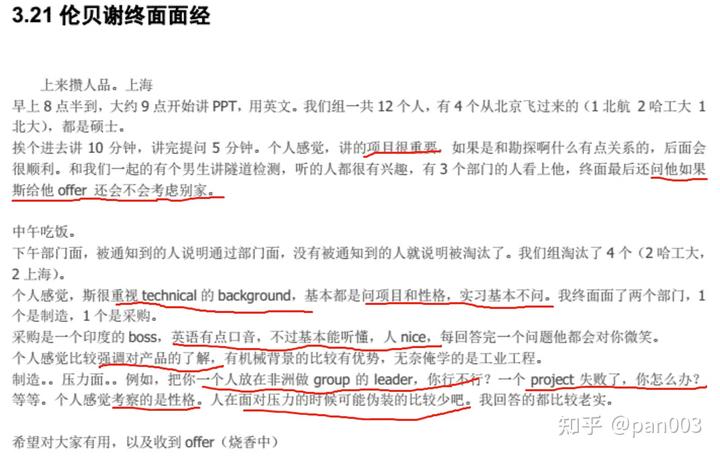 3.21 伦贝谢终面面经
上来攒人品。上海
早上 8 点半到，大约 9 点开始讲 PPT，用英文。我们组一共 12 个人，有 4 个从北京飞过来的（1 北航 2 哈工大 1
北大），都是硕士。
挨个进去讲 10 分钟，讲完提问 5 分钟。个人感觉，讲的项目很重要，如果是和勘探啊什么有点关系的，后面会
很顺利。和我们一起的有个男生讲隧道检测，听的人都很有兴趣，有 3 个部门的人看上他，终面最后还问他如果
斯给他 offer 还会不会考虑别家。
中午吃饭。
下午部门面，被通知到的人说明通过部门面，没有被通知到的人就说明被淘汰了。我们组淘汰了 4 个（2 哈工大，
2 上海）。
个人感觉，斯很重视 technical 的 background，基本都是问项目和性格，实习基本不问。我终面面了两个部门，1
个是制造，1 个是采购。
采购是一个印度的 boss，英语有点口音，不过基本能听懂，人 nice，每回答完一个问题他都会对你微笑。
个人感觉比较强调对产品的了解，有机械背景的比较有优势，无奈俺学的是工业工程。
制造。。压力面。。例如，把你一个人放在非洲做 group 的 leader，你行不行？一个 project 失败了，你怎么办？
等等。个人感觉考察的是性格。人在面对压力的时候可能伪装的比较少吧。我回答的都比较老实。
希望对大家有用，以及收到 offer（烧香中）
知乎 @pan003